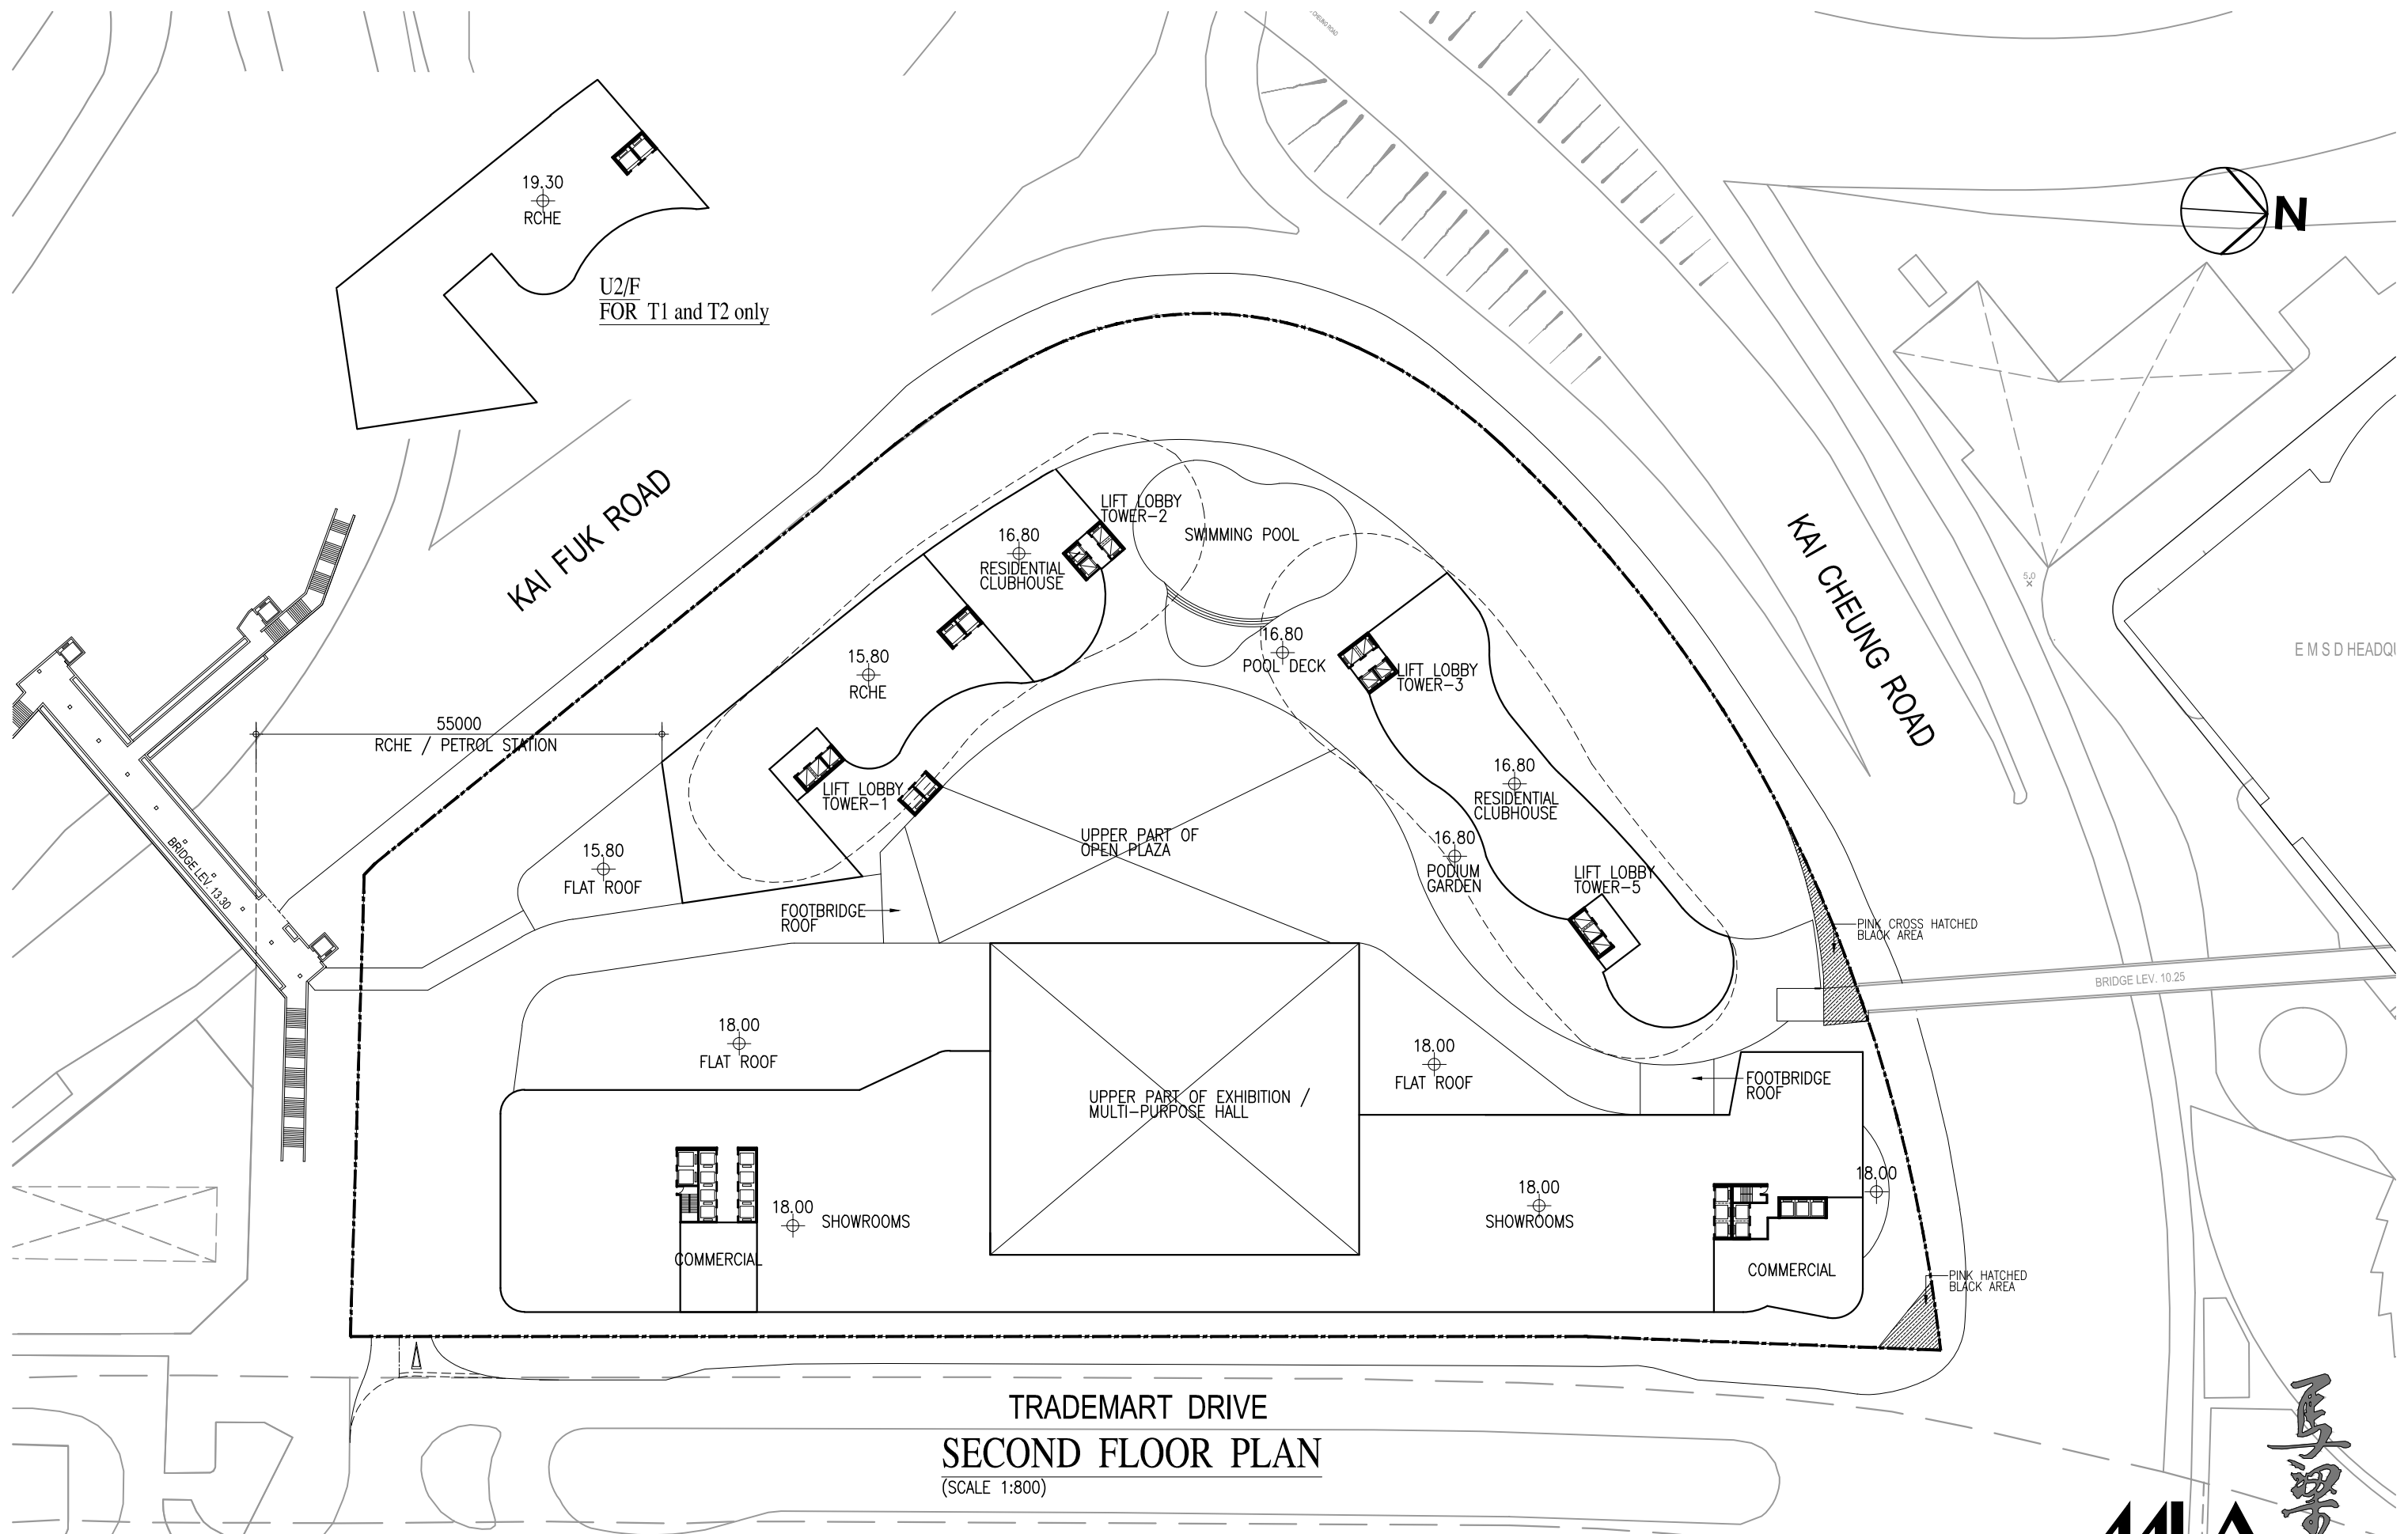 CHEUNG ROAD
19.30
RCHE
N
U2/F
FOR T1 and T2 only
KAI FUK ROAD
KAI CHEUNG ROAD
LIFT LOBBY
TOWER-2
SWIMMING POOL
16.80
RESIDENTIAL
CLUBHOUSE
5.0
16.80
POOL DECK
E M S D HEADQU
15.80
RCHE
LIFT LOBBY
TOWER-3
55000
RCHE / PETROL STATION
LIFT LOBBY
TOWER-1
16.80
RESIDENTIAL
CLUBHOUSE
UPPER PART OF
OPEN PLAZA
16.80
PODIUM
GARDEN
15.80
FLAT ROOF
BRIDGE LEV. 13.30
LIFT LOBBY
TOWER-5
FOOTBRIDGE
ROOF
PINK CROSS HATCHED
BLACK AREA
BRIDGE LEV. 10.25
18.00
FLAT ROOF
18.00
FLAT ROOF
FOOTBRIDGE
ROOF
UPPER PART OF EXHIBITION /
MULTI-PURPOSE HALL
18.00
18.00
SHOWROOMS
18.00
SHOWROOMS
COMMERCIAL
COMMERCIAL
PINK HATCHED
BLACK AREA
TRADEMART DRIVE
SECOND FLOOR PLAN
(SCALE 1:800)
馬
梁